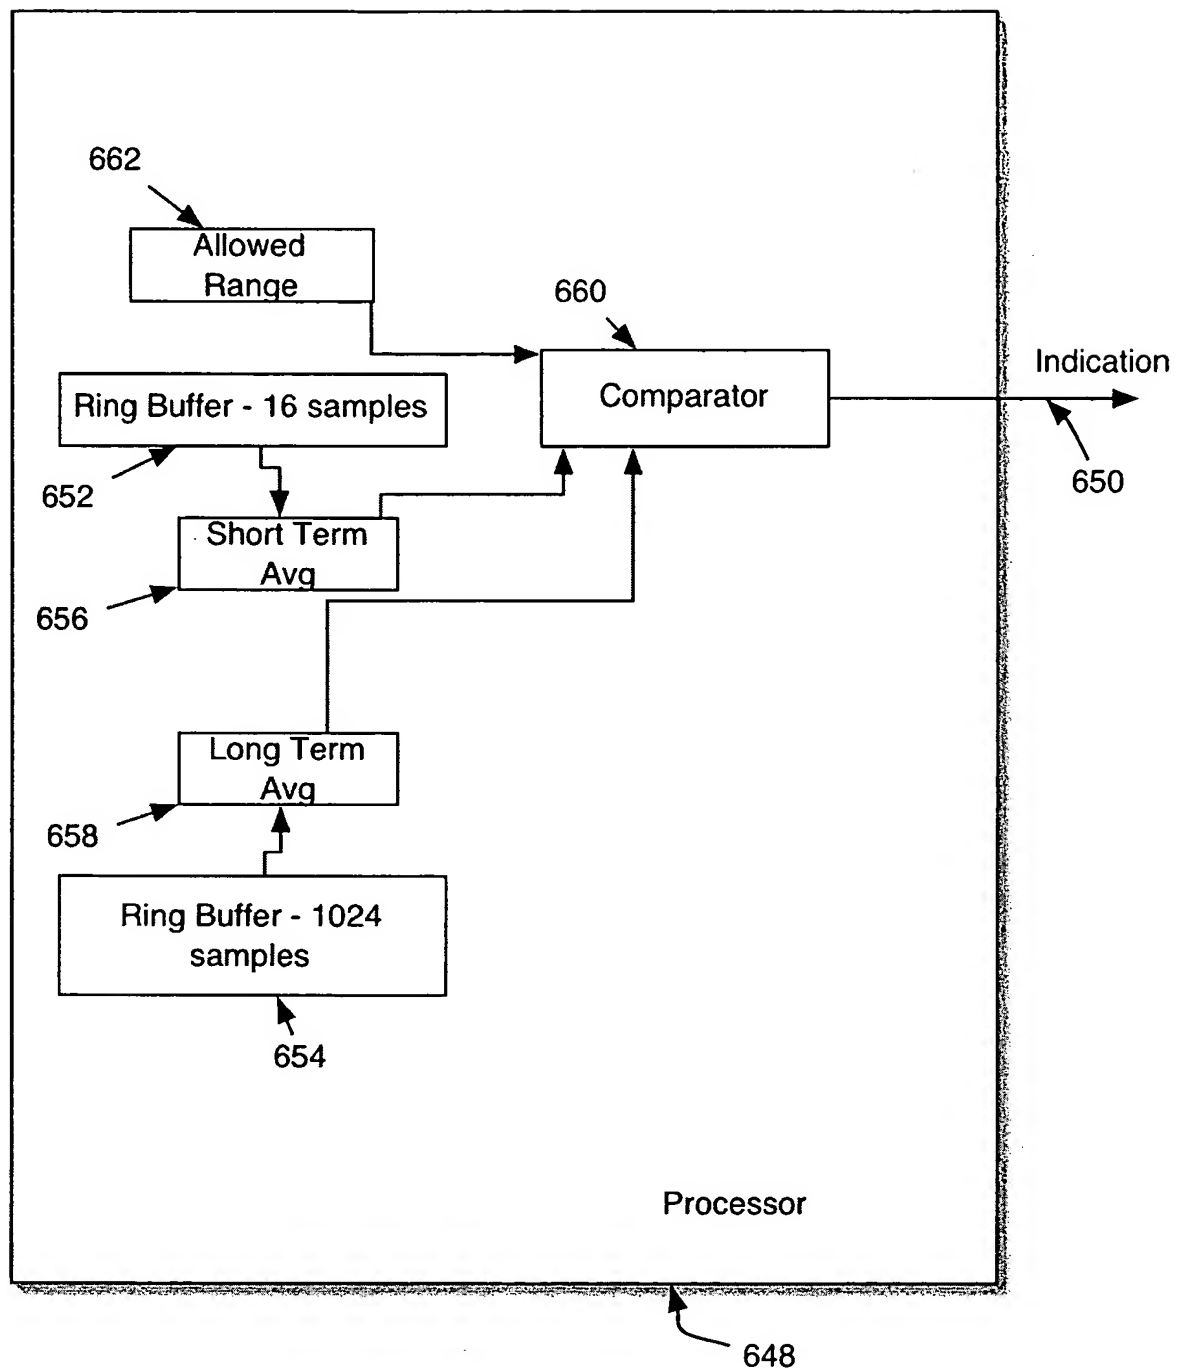 662
Allowed
Range
660
Indication
Comparator
Ring Buffer - 16 samples
650
652
Short Term
Avg
656
Long Term
Avg
658
Ring Buffer - 1024
samples
654
Processor
648